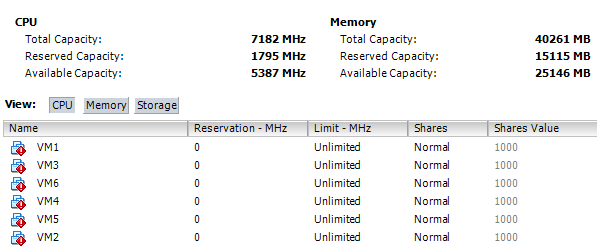 CPU Memory
Total Capacity: 7182 MHz Total Capacity: 40261 MB
Reserved Capacity: 1795 MHz Reserved Capacity: 15115 MB
Available Capacity: 5387 MHz Available Capacity: 25146 MB
View: CPU Memory Storage
Name Reservation - MHz Limit - MHz Shares Shares Value
VM1 0 Unlimited Normal 1000
VM3 0 Unlimited Normal 1000
VM6 0 Unlimited Normal 1000
VM4 0 Unlimited Normal 1000
VM5 0 Unlimited Normal 1000
VM2 0 Unlimited Normal 1000